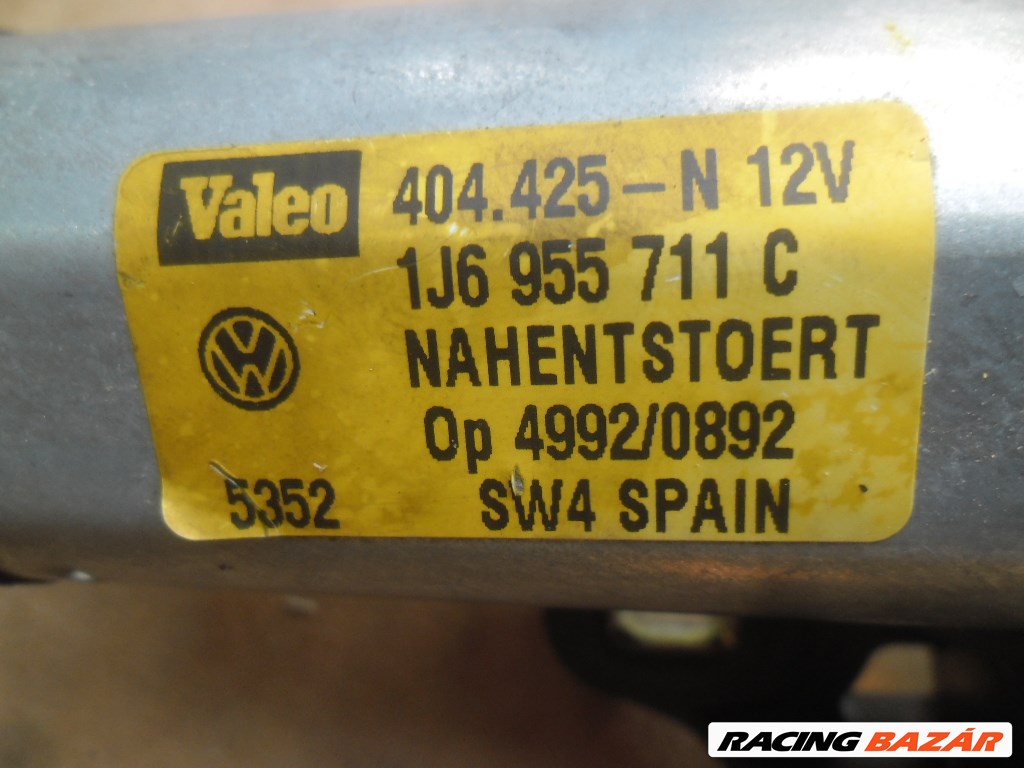 Valeo 404.425-N 12V
1J6 955 711 C
NAHENTSTOERT
Op 4992/0892
5352 SW4 SPAIN
RACING BAZÁR